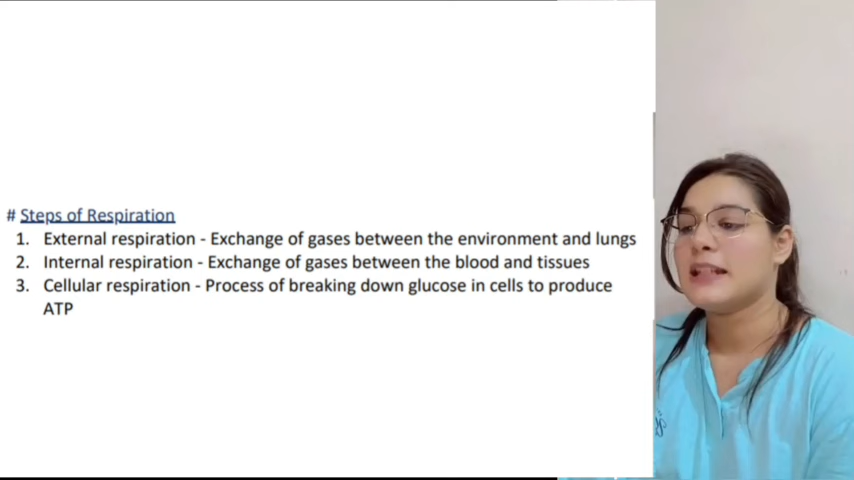 # Steps of Respiration
1. External respiration - Exchange of gases between the environment and lungs
2. Internal respiration - Exchange of gases between the blood and tissues
3. Cellular respiration - Process of breaking down glucose in cells to produce
ATP